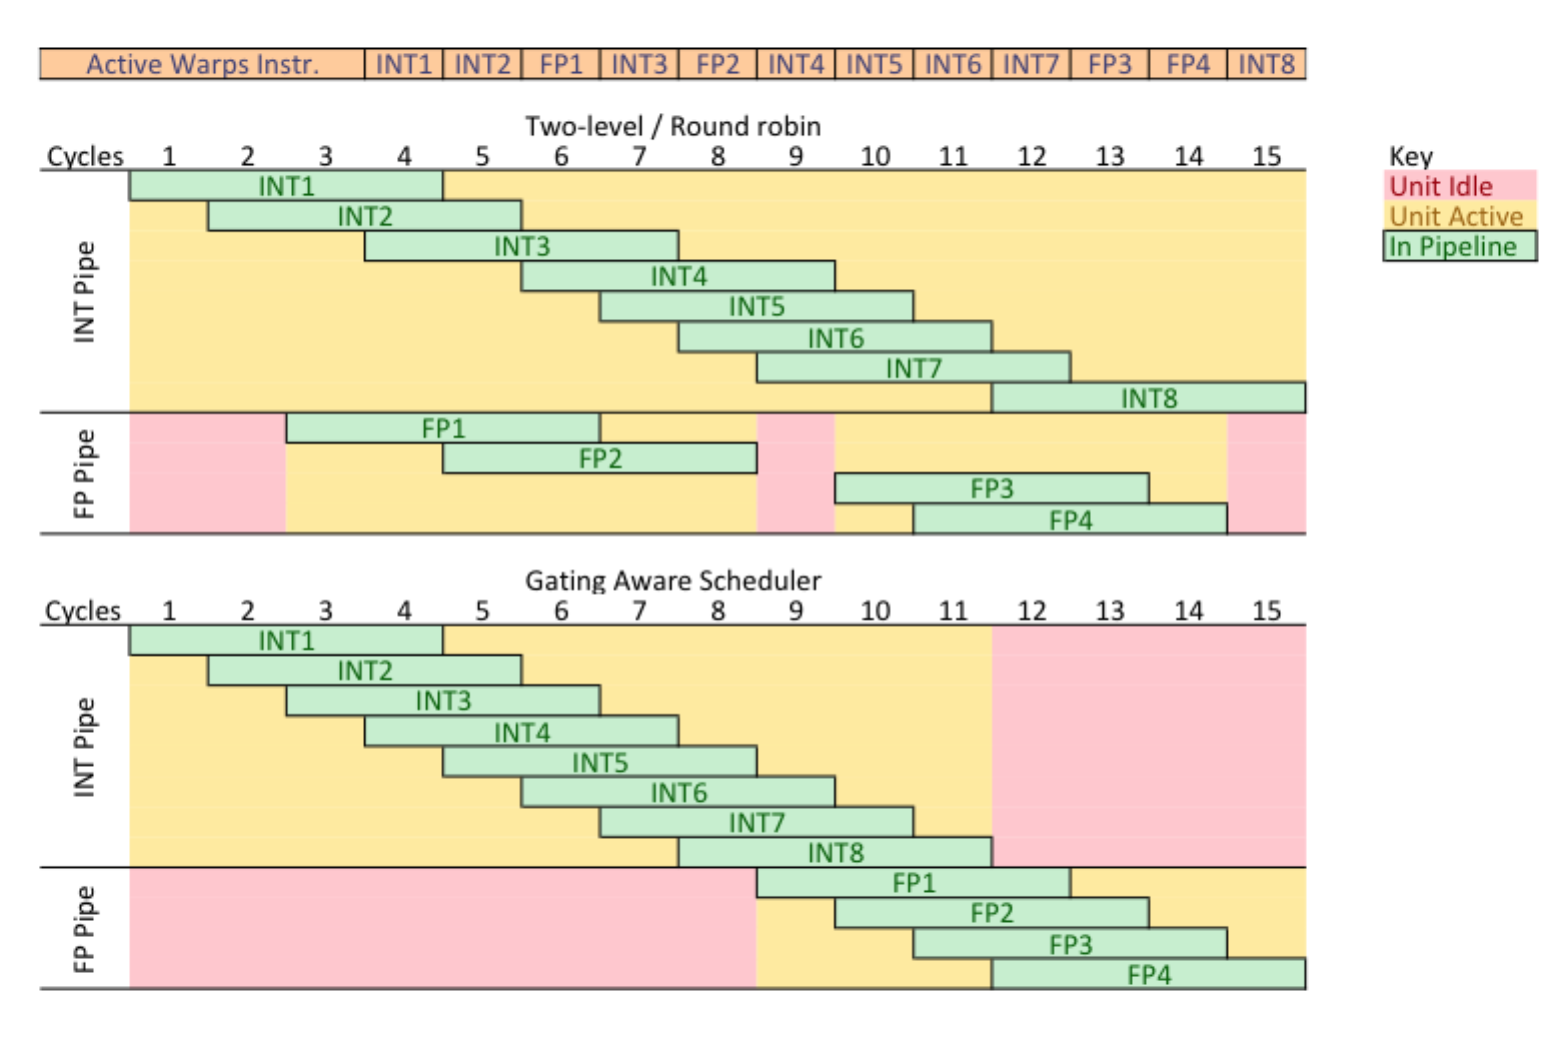 Active Warps Instr. INT1 INT2 FP1 INT3 FP2 INT4 INT5 INT6 INT7 FP3 FP4 INT8
Two-level / Round robin
Cycles 1 2 3 4 5 6 7 8 9 10 11 12 13 14 15
INT Pipe
INT1
INT2
INT3
INT4
INT5
INT6
INT7
INT8
FP Pipe
FP1
FP2
FP3
FP4
Key
Unit Idle
Unit Active
In Pipeline
Gating Aware Scheduler
Cycles 1 2 3 4 5 6 7 8 9 10 11 12 13 14 15
INT Pipe
INT1
INT2
INT3
INT4
INT5
INT6
INT7
INT8
FP Pipe
FP1
FP2
FP3
FP4